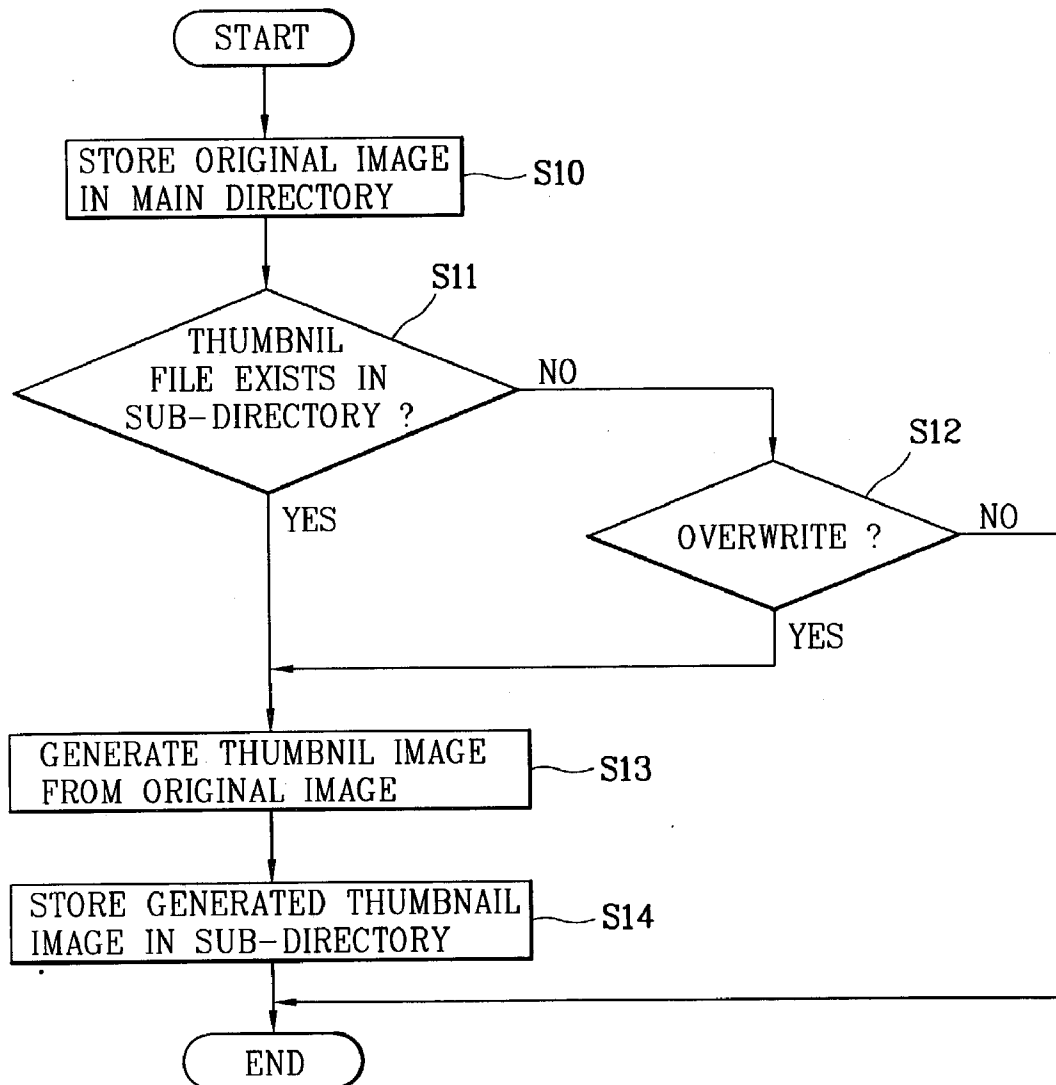 START
STORE ORIGINAL IMAGE
IN MAIN DIRECTORY
S10
S11
THUMBNIL
FILE EXISTS IN
SUB-DIRECTORY ?
NO
YES
S12
OVERWRITE ?
NO
YES
GENERATE THUMBNIL IMAGE
FROM ORIGINAL IMAGE
S13
STORE GENERATED THUMBNAIL
IMAGE IN SUB-DIRECTORY
S14
END